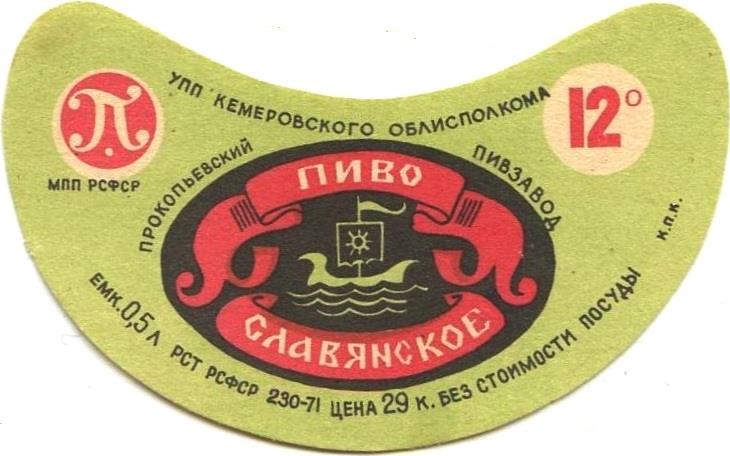 УПП КЕМЕРОВСКОГО ОБЛИСПОЛКОМА
П.
МПП РСФСР
12°
ПРОКОПЬЕВСКИЙ ПИВЗАВОД
ПИВО
СЛАВЯНСКОЕ
ЕМК. 0,5 Л РСТ РСФСР 230-71 ЦЕНА 29 К. БЕЗ СТОИМОСТИ ПОСУДЫ
К.П.К.